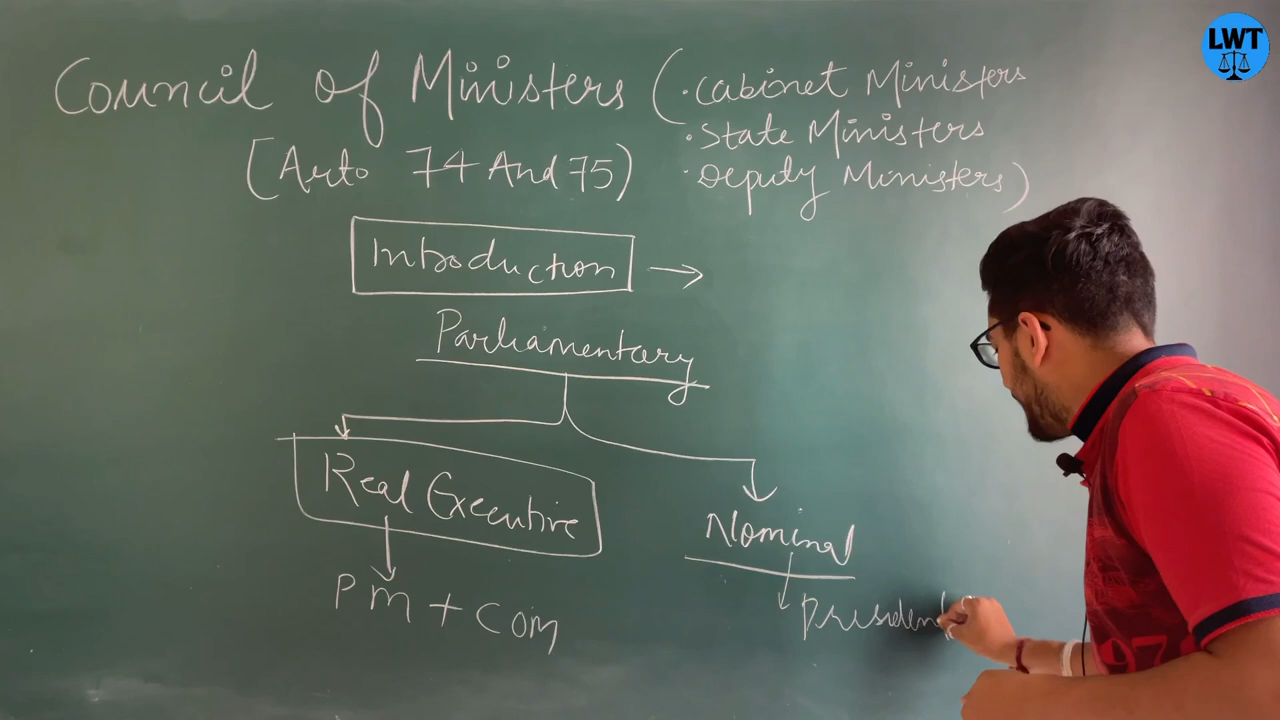 Council of Ministers (. Cabinet Ministers
. State Ministers
[Arto 74 And 75) . Deputy Ministers)
Introduction →
Parliamentary
Real Executive
Nominal
PM + COM
President
LWT